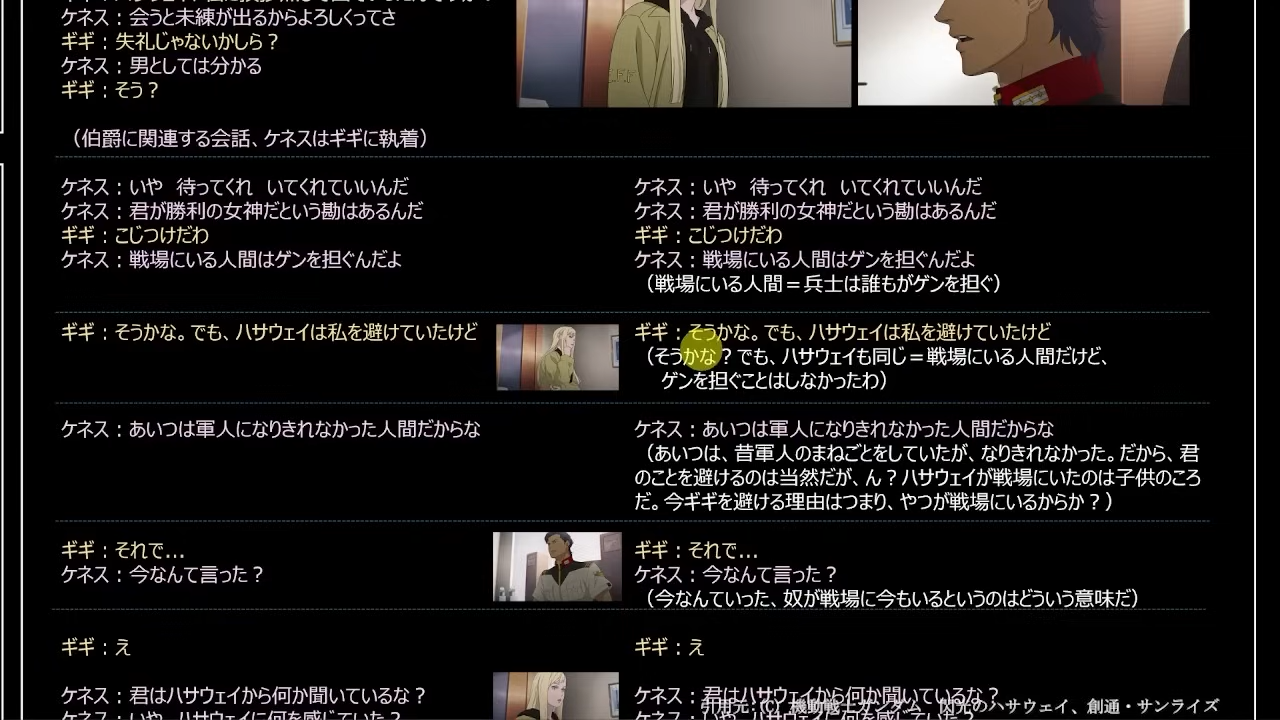 ケネス：会うと未練が出るからよろしくってさ
ギギ：失礼じゃないかしら？
ケネス：男としては分かる
ギギ：そう？
（伯爵に関連する会話、ケネスはギギに執着）
ケネス：いや　待ってくれ　いてくれていいんだ
ケネス：君が勝利の女神だという勘はあるんだ
ギギ：こじつけだわ
ケネス：戦場にいる人間はゲンを担ぐんだよ
ケネス：いや　待ってくれ　いてくれていいんだ
ケネス：君が勝利の女神だという勘はあるんだ
ギギ：こじつけだわ
ケネス：戦場にいる人間はゲンを担ぐんだよ
（戦場にいる人間＝兵士は誰もがゲンを担ぐ）
ギギ：そうかな。でも、ハサウェイは私を避けていたけど
ギギ：そうかな。でも、ハサウェイは私を避けていたけど
（そうかな？でも、ハサウェイも同じ＝戦場にいる人間だけど、
ゲンを担ぐことはしなかったわ）
ケネス：あいつは軍人になりきれなかった人間だからな
ケネス：あいつは軍人になりきれなかった人間だからな
（あいつは、昔軍人のまねごとをしていたが、なりきれなかった。だから、君
のことを避けるのは当然だが、ん？ハサウェイが戦場にいたのは子供のころ
だ。今ギギを避ける理由はつまり、やつが戦場にいるからか？）
ギギ：それで…
ケネス：今なんて言った？
ギギ：それで…
ケネス：今なんて言った？
（今なんていった、奴が戦場に今もいるというのはどういう意味だ）
ギギ：え
ケネス：君はハサウェイから何か聞いているな？
ギギ：え
ケネス：君はハサウェイから何か聞いているな？
引用元:(C) 機動戦士ガンダム　閃光のハサウェイ、創通・サンライズ